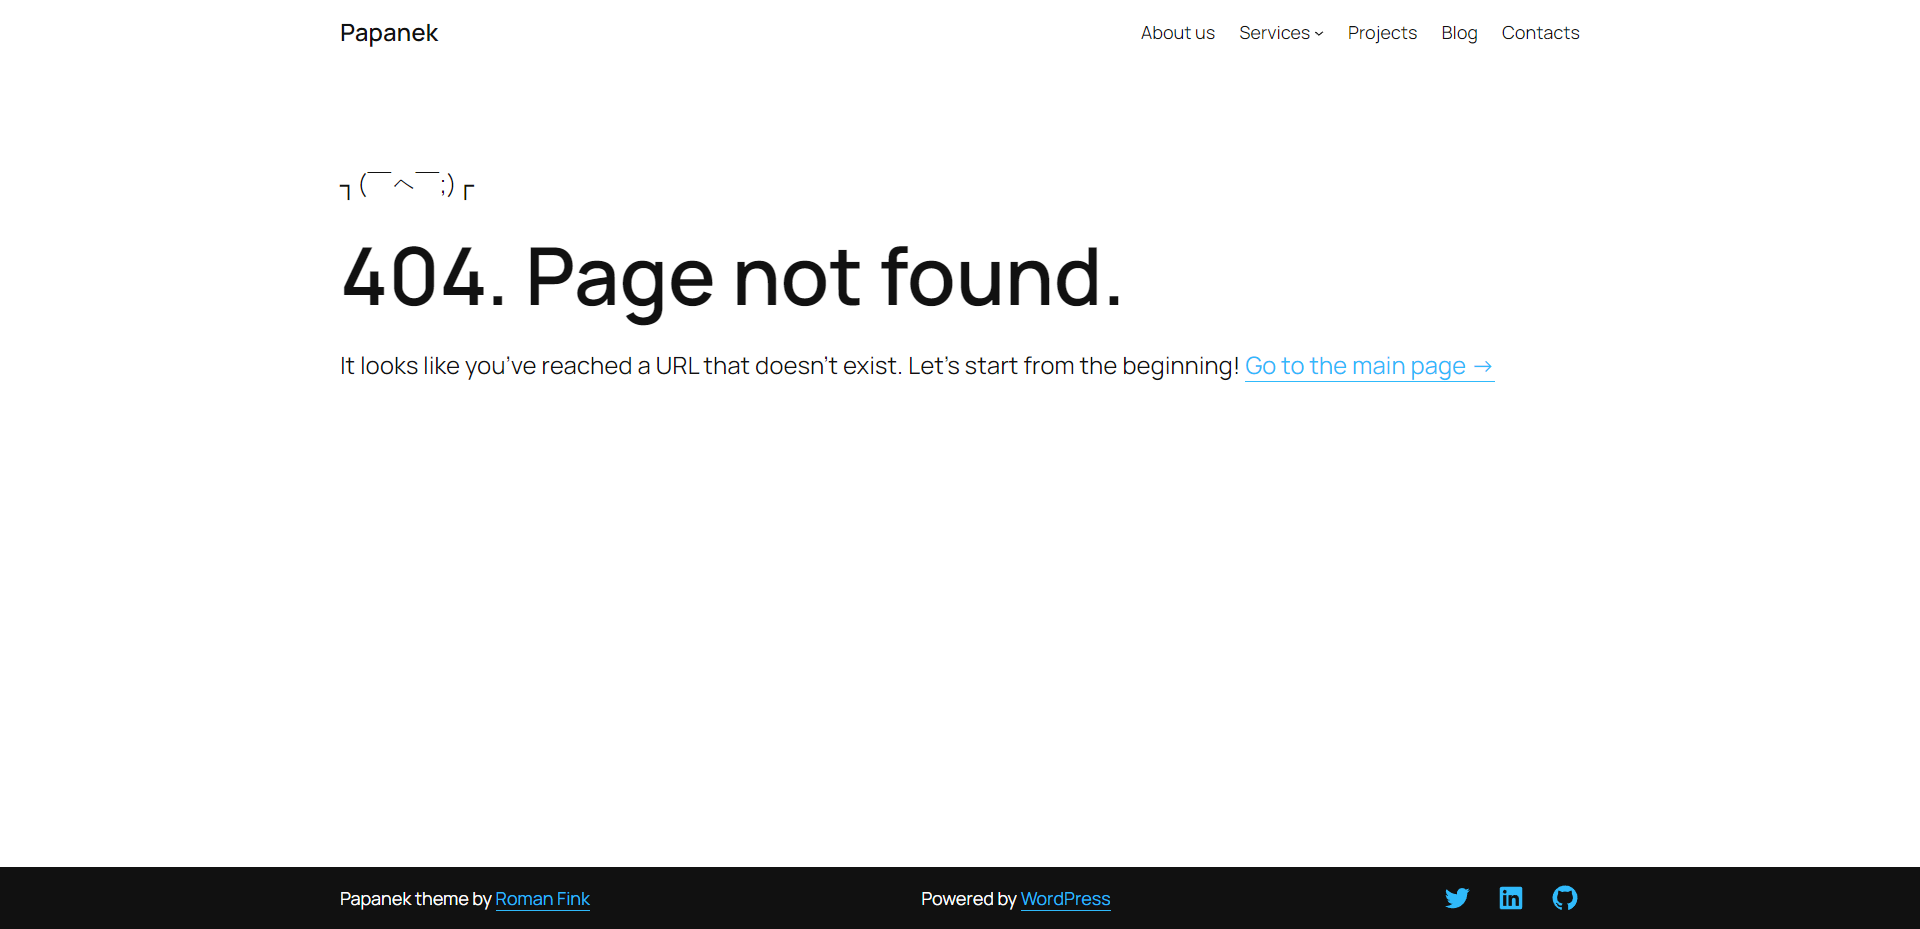 Papanek
About us Services Projects Blog Contacts
┐(￣ヘ￣;)┌
404. Page not found.
It looks like you’ve reached a URL that doesn’t exist. Let’s start from the beginning! Go to the main page →
Papanek theme by Roman Fink
Powered by WordPress